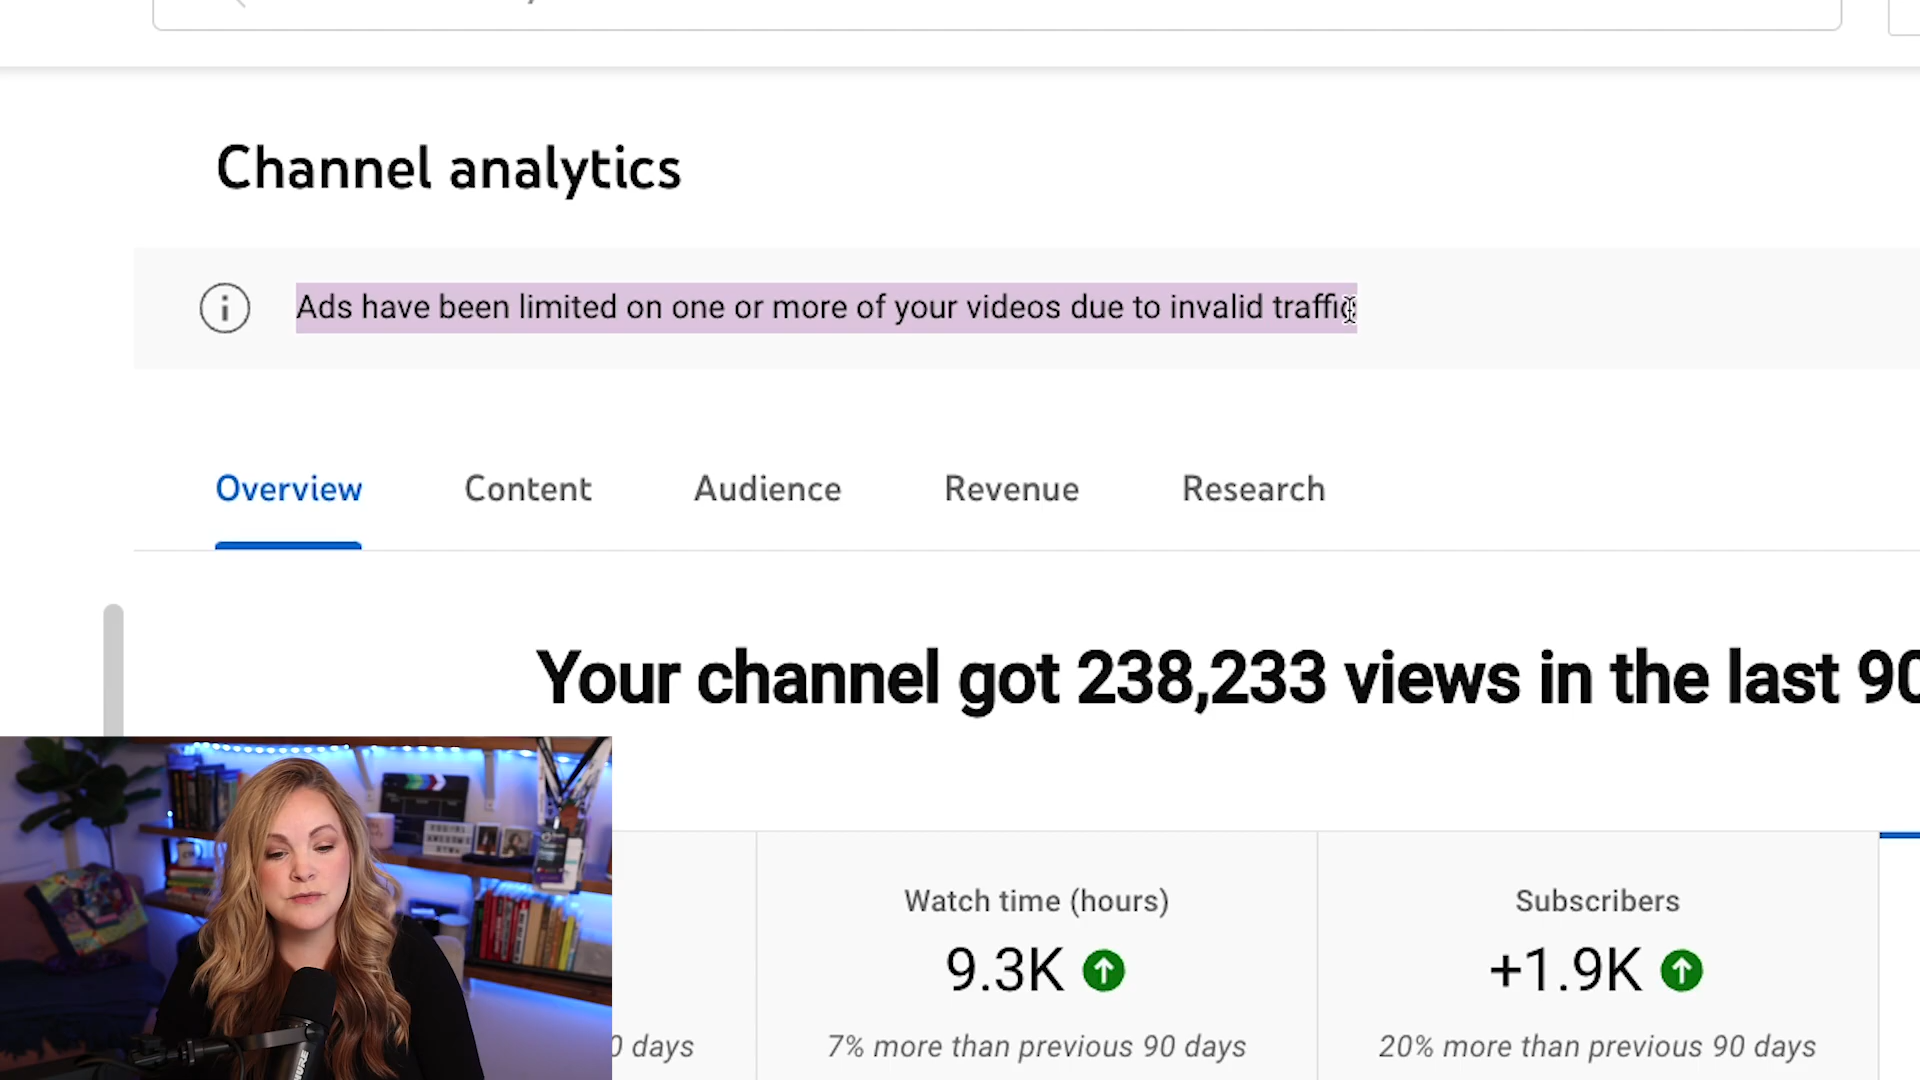 Channel analytics
Ads have been limited on one or more of your videos due to invalid traffic
Overview Content Audience Revenue Research
Your channel got 238,233 views in the last 90
Watch time (hours)
9.3K
7% more than previous 90 days
Subscribers
+1.9K
20% more than previous 90 days
0 days